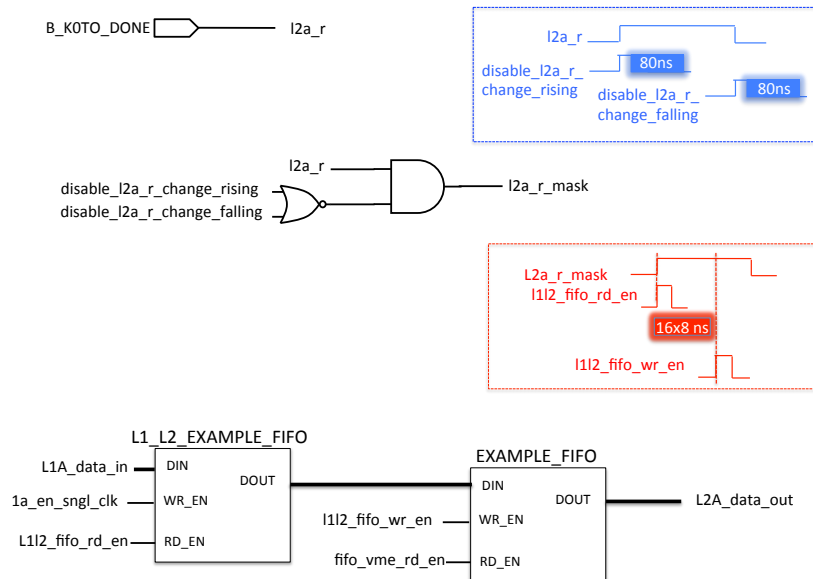 B_K0TO_DONE
l2a_r
l2a_r
disable_l2a_r_
change_rising
80ns
disable_l2a_r_
change_falling
80ns
l2a_r
disable_l2a_r_change_rising
disable_l2a_r_change_falling
l2a_r_mask
L2a_r_mask
l1l2_fifo_rd_en
16x8 ns
l1l2_fifo_wr_en
L1_L2_EXAMPLE_FIFO
L1A_data_in
DIN
DOUT
1a_en_sngl_clk
WR_EN
L1l2_fifo_rd_en
RD_EN
EXAMPLE_FIFO
DIN
DOUT
L2A_data_out
l1l2_fifo_wr_en
WR_EN
fifo_vme_rd_en
RD_EN